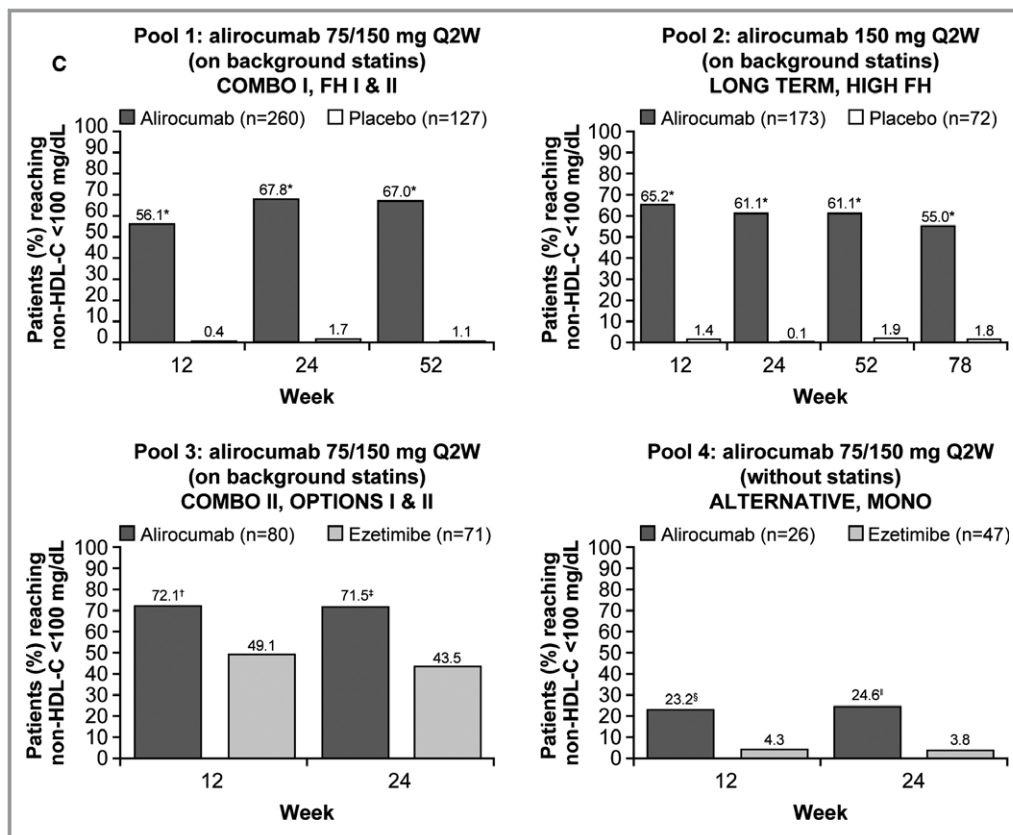 C
Pool 1: alirocumab 75/150 mg Q2W
(on background statins)
COMBO I, FH I & II
Alirocumab (n=260) Placebo (n=127)
Patients (%) reaching
non-HDL-C <100 mg/dL
100
90
80
70
60
50
40
30
20
10
0
56.1*
0.4
67.8*
1.7
67.0*
1.1
12 24 52
Week
Pool 2: alirocumab 150 mg Q2W
(on background statins)
LONG TERM, HIGH FH
Alirocumab (n=173) Placebo (n=72)
Patients (%) reaching
non-HDL-C <100 mg/dL
100
90
80
70
60
50
40
30
20
10
0
65.2*
1.4
61.1*
0.1
61.1*
1.9
55.0*
1.8
12 24 52 78
Week
Pool 3: alirocumab 75/150 mg Q2W
(on background statins)
COMBO II, OPTIONS I & II
Alirocumab (n=80) Ezetimibe (n=71)
Patients (%) reaching
non-HDL-C <100 mg/dL
100
90
80
70
60
50
40
30
20
10
0
72.1†
49.1
71.5‡
43.5
12 24
Week
Pool 4: alirocumab 75/150 mg Q2W
(without statins)
ALTERNATIVE, MONO
Alirocumab (n=26) Ezetimibe (n=47)
Patients (%) reaching
non-HDL-C <100 mg/dL
100
90
80
70
60
50
40
30
20
10
0
23.2§
4.3
24.6‖
3.8
12 24
Week